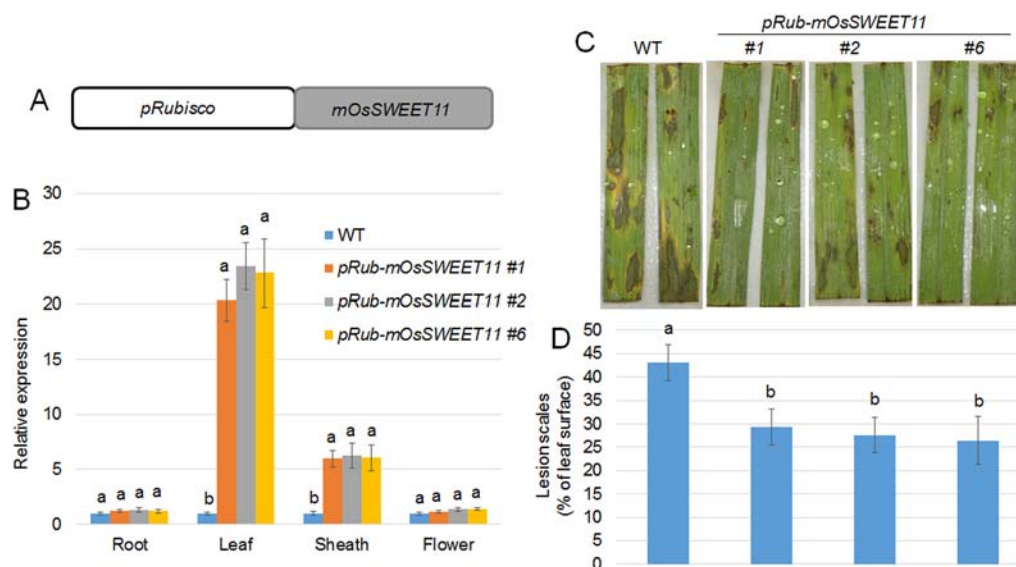 A
pRubisco
mOsSWEET11
B
Relative expression
30
25
20
15
10
5
0
a a a a
b a a a
b a a a
a a a a
Root Leaf Sheath Flower
WT
pRub-mOsSWEET11 #1
pRub-mOsSWEET11 #2
pRub-mOsSWEET11 #6
C
pRub-mOsSWEET11
WT #1 #2 #6
D
Lesion scales
(% of leaf surface)
50
45
40
35
30
25
20
15
10
5
0
a b b b